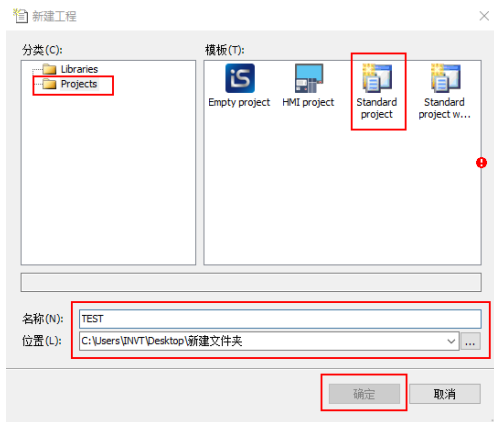 新建工程
分类(C):
模板(T):
Libraries
Projects
iS
Empty project
HMI project
Standard
project
Standard
project w...
名称(N):
TEST
位置(L):
C:\Users\INVT\Desktop\新建文件夹
...
确定
取消